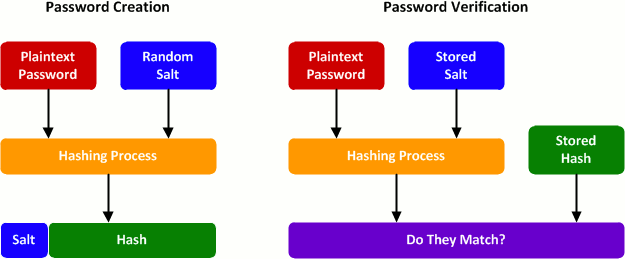 Password Creation
Plaintext
Password
Random
Salt
Hashing Process
Salt
Hash
Password Verification
Plaintext
Password
Stored
Salt
Hashing Process
Stored
Hash
Do They Match?